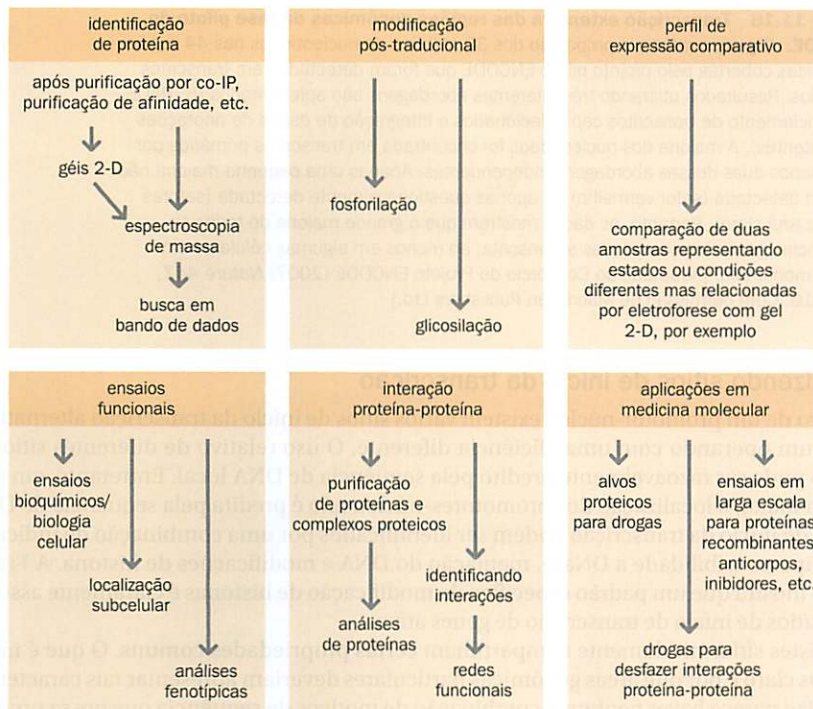 identificação
de proteína
após purificação por co-IP,
purificação de afinidade, etc.
géis 2-D
espectroscopia
de massa
busca em
bando de dados
modificação
pós-traducional
fosforilação
glicosilação
perfil de
expressão comparativo
comparação de duas
amostras representando
estados ou condições
diferentes mas relacionadas
por eletroforese com gel
2-D, por exemplo
ensaios
funcionais
ensaios
bioquímicos/
biologia
celular
localização
subcelular
análises
fenotípicas
interação
proteína-proteína
purificação
de proteínas e
complexos proteicos
identificando
interações
análises
de proteínas
redes
funcionais
aplicações em
medicina molecular
alvos
proteicos
para drogas
ensaios em
larga escala
para proteínas
recombinantes,
anticorpos,
inibidores, etc.
drogas para
desfazer interações
proteína-proteína